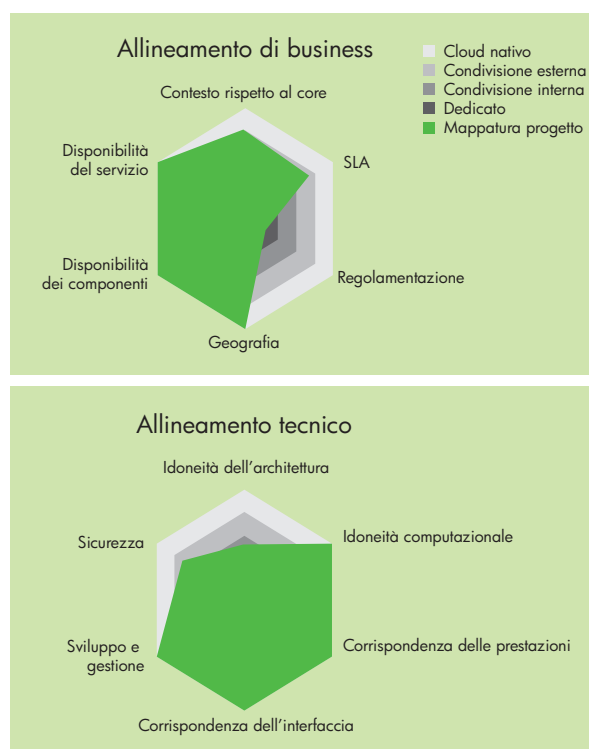 Allineamento di business
Cloud nativo
Condivisione esterna
Condivisione interna
Dedicato
Mappatura progetto
Contesto rispetto al core
Disponibilità
del servizio
SLA
Disponibilità
dei componenti
Regolamentazione
Geografia
Allineamento tecnico
Idoneità dell'architettura
Sicurezza
Idoneità computazionale
Sviluppo e
gestione
Corrispondenza delle prestazioni
Corrispondenza dell'interfaccia